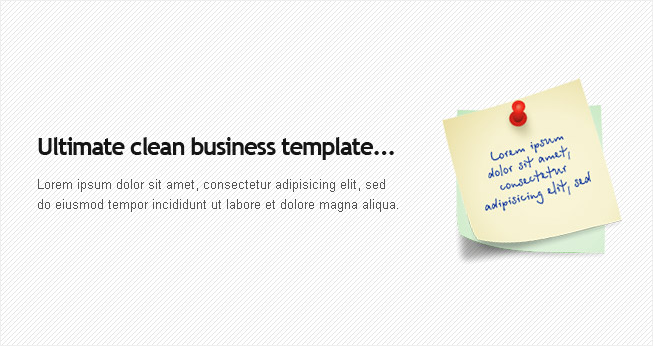 Ultimate clean business template...
Lorem ipsum dolor sit amet, consectetur adipisicing elit, sed
do eiusmod tempor incididunt ut labore et dolore magna aliqua.
Lorem ipsum
dolor sit amet,
consectetur
adipisicing elit, sed